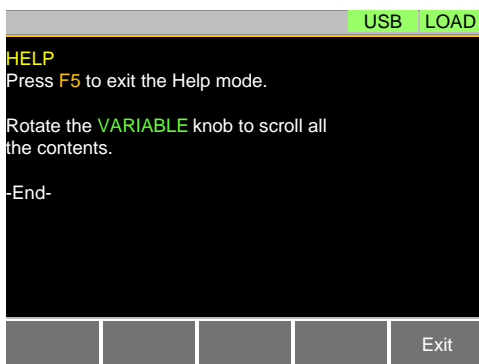 USB LOAD
HELP
Press F5 to exit the Help mode.
Rotate the VARIABLE knob to scroll all
the contents.
-End-
Exit